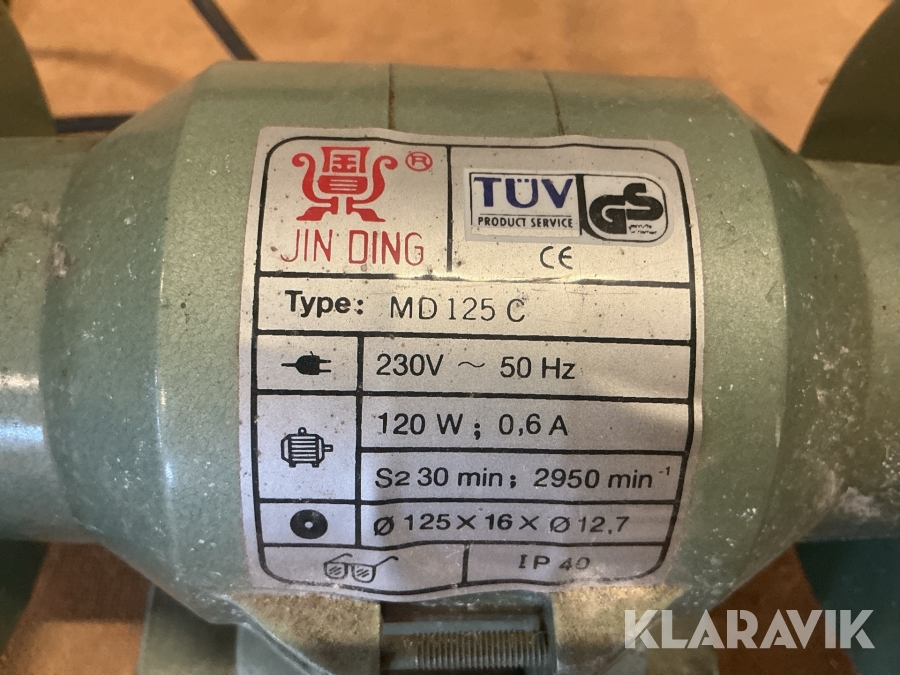 ®
JIN DING
TÜV
PRODUCT SERVICE
GS
CE
Type: MD 125 C
230V ~ 50 Hz
120 W ; 0,6 A
S2 30 min ; 2950 min⁻¹
Ø 125 × 16 × Ø 12.7
IP 40
KLARAVIK